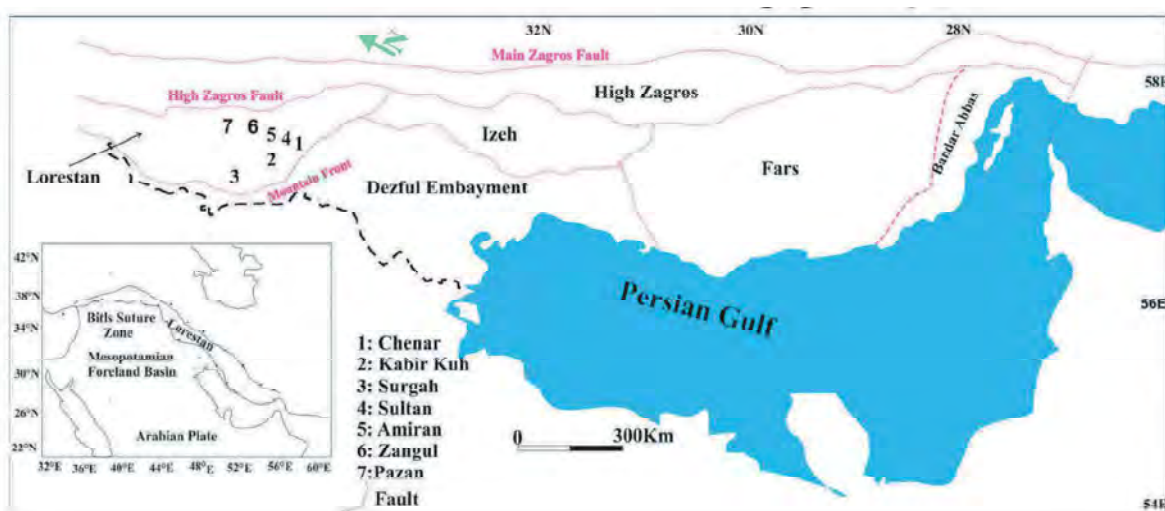 32N
30N
28N
N
Main Zagros Fault
58E
High Zagros Fault
High Zagros
7
6
5
4
1
Izeh
2
Bandar Abbas
Lorestan
3
Mountain Front
Dezful Embayment
Fars
42°N
38°N
34°N
30°N
26°N
22°N
Bitls Suture
Zone
Lorestan
Mesopotamian
Foreland Basin
Arabian Plate
32°E
36°E
40°E
44°E
48°E
52°E
56°E
60°E
Persian Gulf
56E
1: Chenar
2: Kabir Kuh
3: Surgah
4: Sultan
5: Amiran
6: Zangul
7:Pazan
Fault
0
300Km
54E